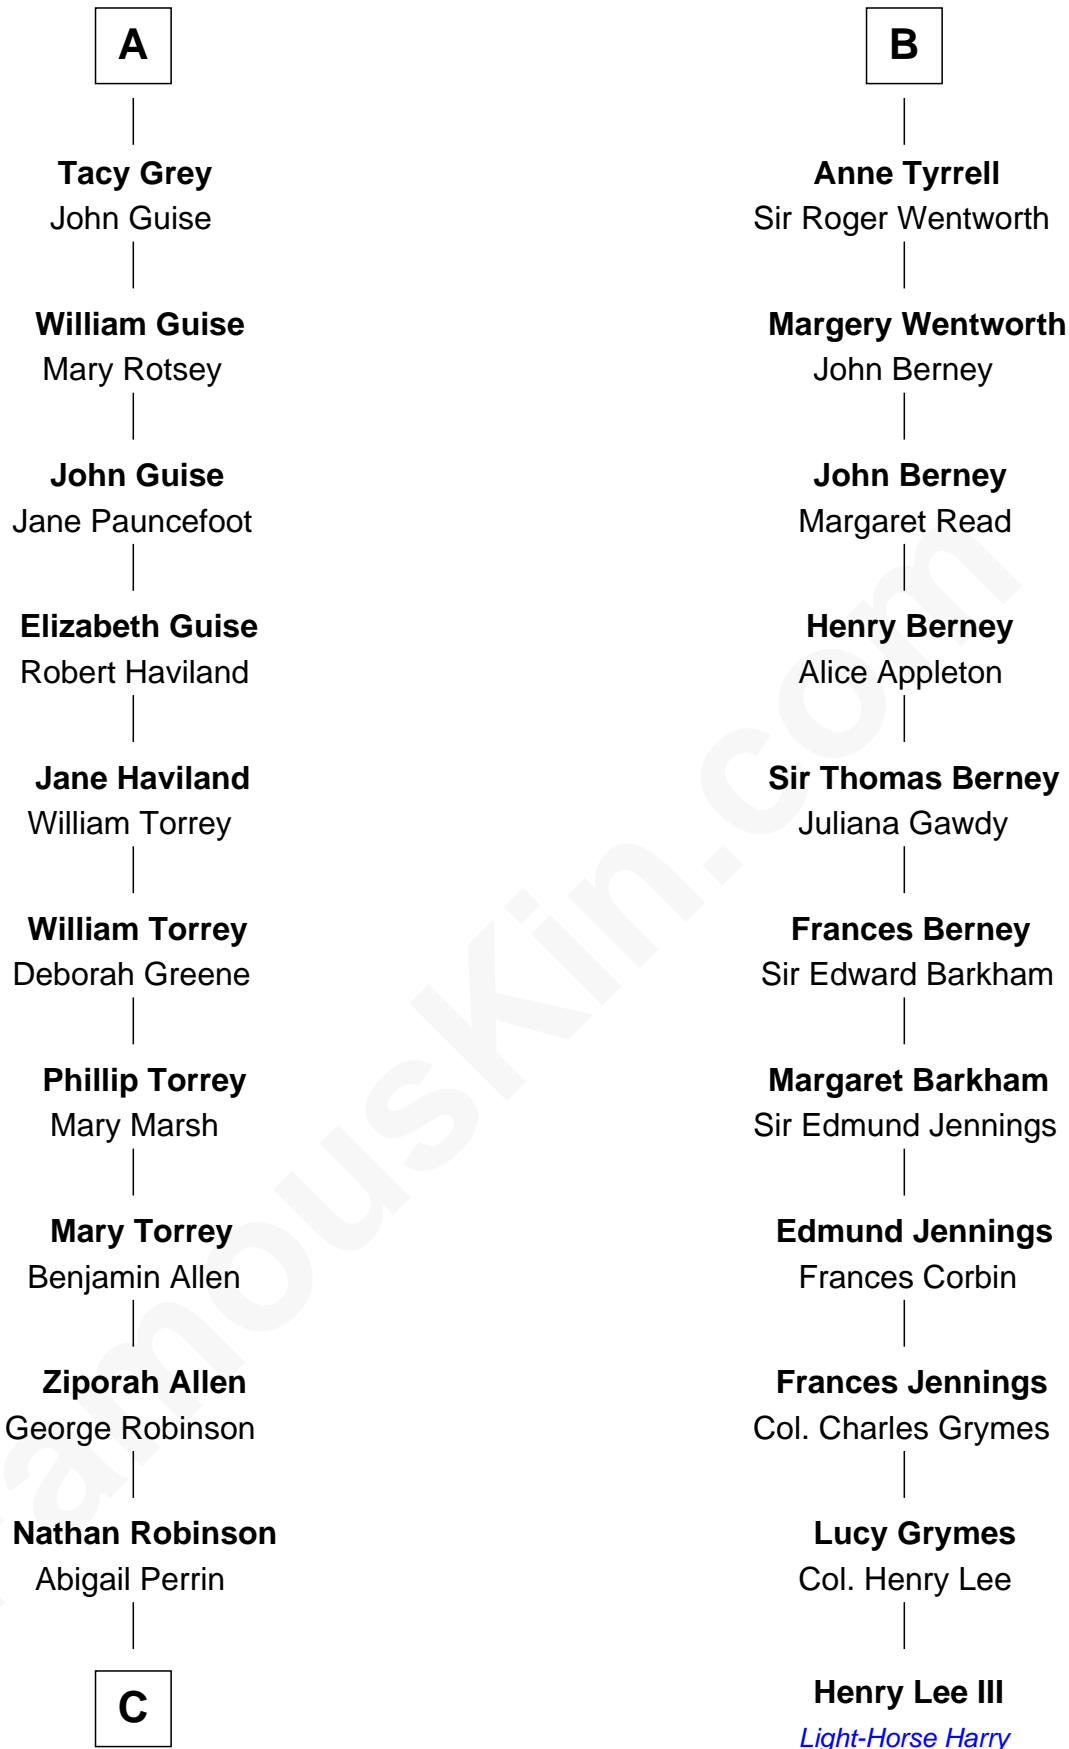 A
Tacy Grey
John Guise
William Guise
Mary Rotsey
John Guise
Jane Pauncefoot
Elizabeth Guise
Robert Haviland
Jane Haviland
William Torrey
William Torrey
Deborah Greene
Phillip Torrey
Mary Marsh
Mary Torrey
Benjamin Allen
Ziporah Allen
George Robinson
Nathan Robinson
Abigail Perrin
C
B
Anne Tyrrell
Sir Roger Wentworth
Margery Wentworth
John Berney
John Berney
Margaret Read
Henry Berney
Alice Appleton
Sir Thomas Berney
Juliana Gawdy
Frances Berney
Sir Edward Barkham
Margaret Barkham
Sir Edmund Jennings
Edmund Jennings
Frances Corbin
Frances Jennings
Col. Charles Grymes
Lucy Grymes
Col. Henry Lee
Henry Lee III
Light-Horse Harry
FamousKin.com